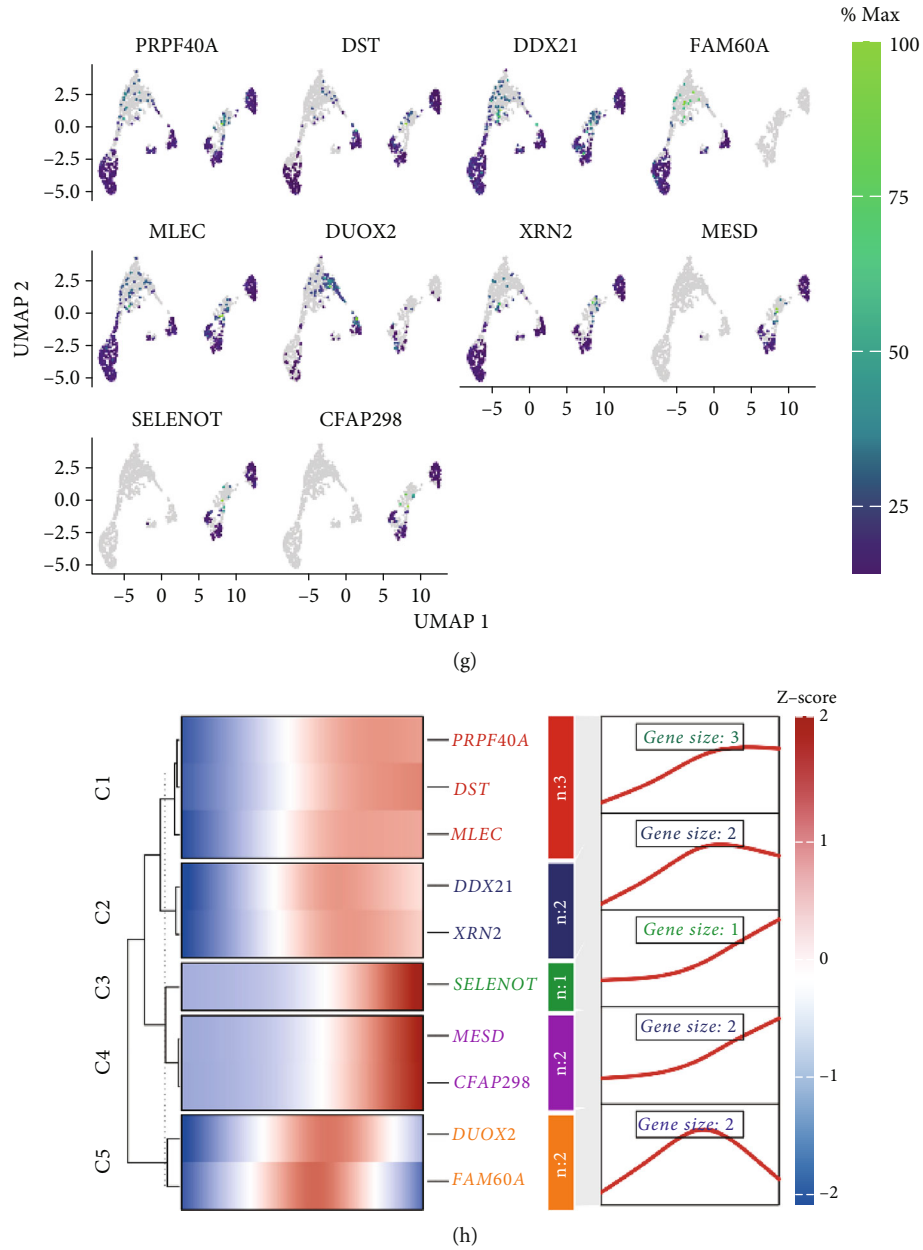 (g)
% Max
PRPF40A DST DDX21 FAM60A
100
2.5
0.0
−2.5
−5.0
75
MLEC DUOX2 XRN2 MESD
UMAP 2
2.5
0.0
−2.5
−5.0
50
−5 0 5 10 −5 0 5 10
SELENOT CFAP298
2.5
0.0
−2.5
−5.0
25
−5 0 5 10 −5 0 5 10
UMAP 1
(g)
Z–score
C1
PRPF40A
DST
MLEC
n:3
Gene size: 3
C2
DDX21
XRN2
n:2
Gene size: 2
C3
SELENOT
n:1
Gene size: 1
C4
MESD
CFAP298
n:2
Gene size: 2
C5
DUOX2
FAM60A
n:2
Gene size: 2
2
1
0
−1
−2
(h)